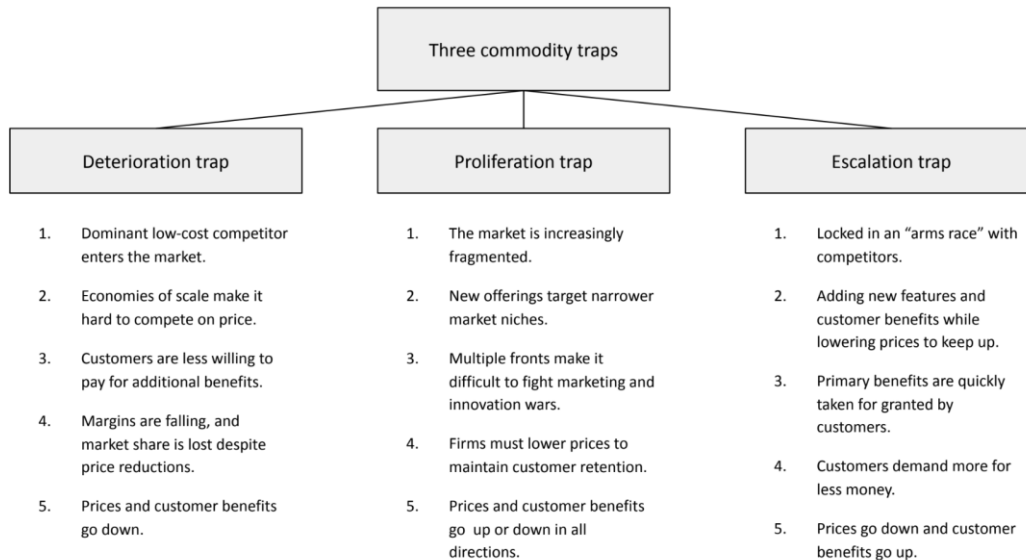 Three commodity traps
Deterioration trap
1. Dominant low-cost competitor
enters the market.
2. Economies of scale make it
hard to compete on price.
3. Customers are less willing to
pay for additional benefits.
4. Margins are falling, and
market share is lost despite
price reductions.
5. Prices and customer benefits
go down.
Proliferation trap
1. The market is increasingly
fragmented.
2. New offerings target narrower
market niches.
3. Multiple fronts make it
difficult to fight marketing and
innovation wars.
4. Firms must lower prices to
maintain customer retention.
5. Prices and customer benefits
go up or down in all
directions.
Escalation trap
1. Locked in an “arms race” with
competitors.
2. Adding new features and
customer benefits while
lowering prices to keep up.
3. Primary benefits are quickly
taken for granted by
customers.
4. Customers demand more for
less money.
5. Prices go down and customer
benefits go up.